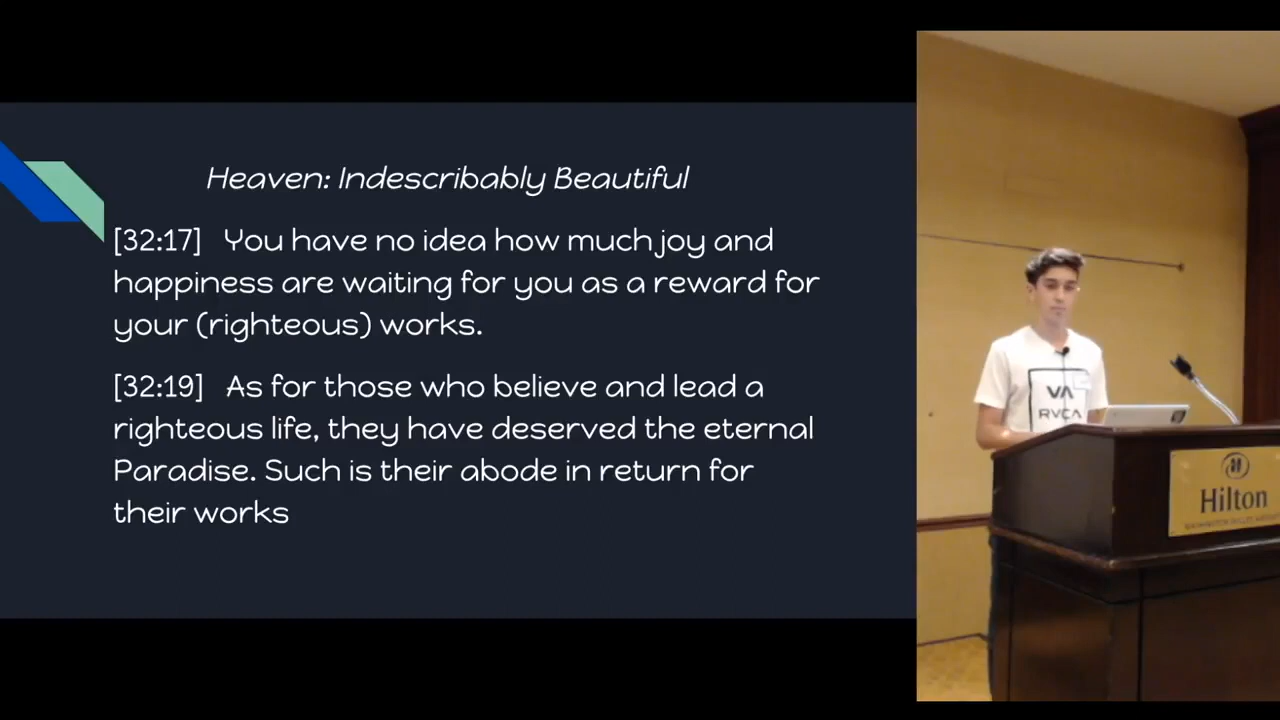 Heaven: Indescribably Beautiful
[32:17] You have no idea how much joy and
happiness are waiting for you as a reward for
your (righteous) works.
[32:19] As for those who believe and lead a
righteous life, they have deserved the eternal
Paradise. Such is their abode in return for
their works
VA
RVCA
Hilton